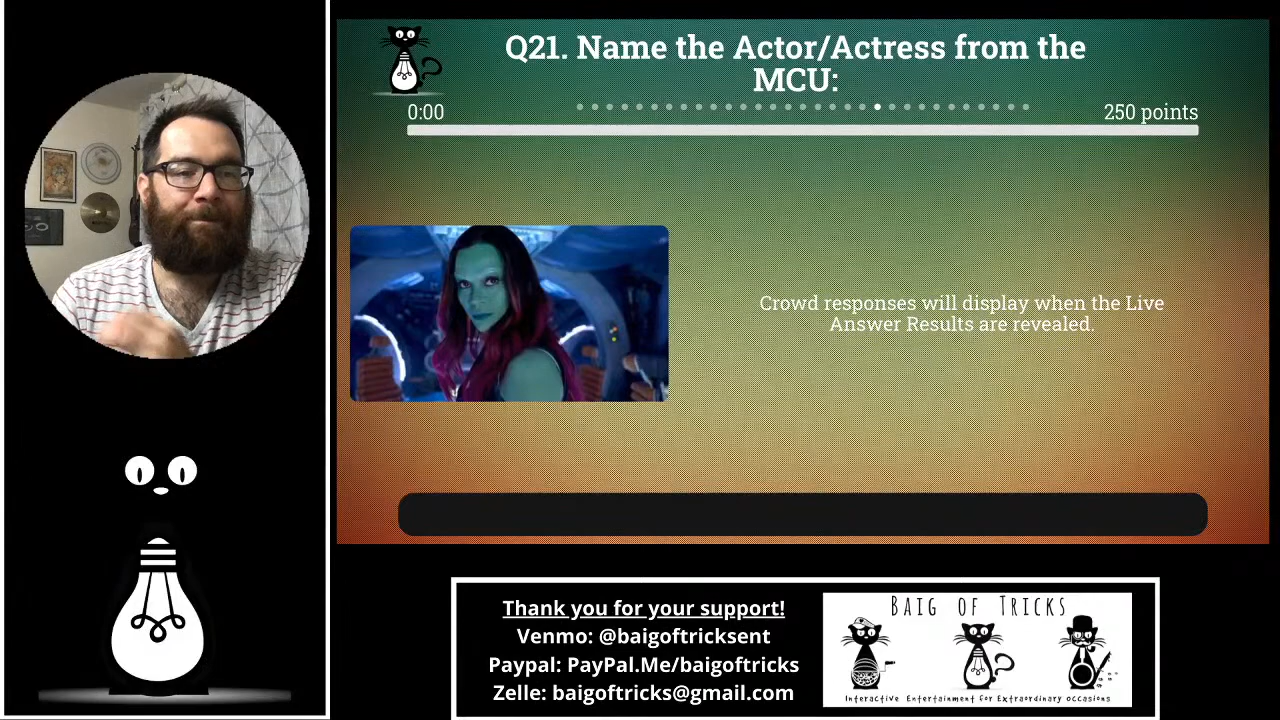 Q21. Name the Actor/Actress from the
MCU:
0:00
250 points
Crowd responses will display when the Live
Answer Results are revealed.
Thank you for your support!
Venmo: @baigoftricksent
Paypal: PayPal.Me/baigoftricks
Zelle: baigoftricks@gmail.com
BAIG OF TRICKS
Interactive Entertainment for Extraordinary occasions